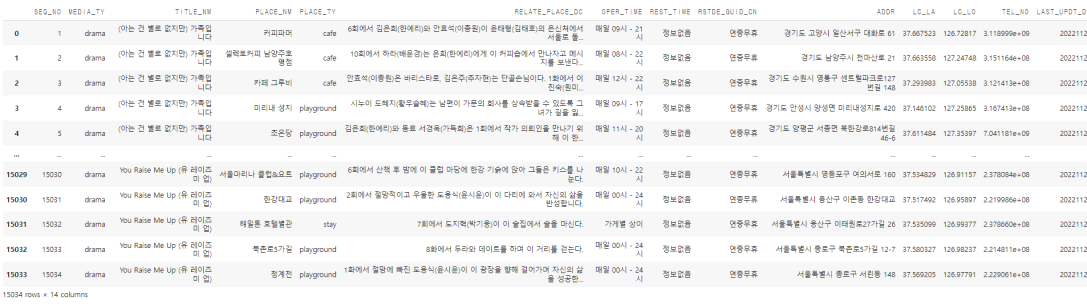 SEQ_NO MEDIA_TY TITLE_NM PLACE_NM PLACE_TY RELATE_PLACE_DC OPER_TIME REST_TIME RSTDE_GUID_CN ADDR LC_LA LC_LO TEL_NO LAST_UPDT_D
0 1 drama (아는 건 별로 없지만) 가족입니다 커피파머 cafe 6회에서 김은희(한예리)와 안효석(이종원)이 윤태형(김태훈)의 은신처에서 서로를 돌... 매일 09시 - 21시 정보없음 연중무휴 경기도 고양시 일산서구 대화로 61 37.667523 126.72817 3.118999e+09 2022112
1 2 drama (아는 건 별로 없지만) 가족입니다 셀렉토커피 남양주호평점 cafe 10회에서 하라(배윤경)는 은희(한예리)에게 이 커피숍에서 만나자고 메시지를 보낸다... 매일 08시 - 22시 정보없음 연중무휴 경기도 남양주시 천마산로 21 37.663558 127.24748 3.151164e+08 2022112
2 3 drama (아는 건 별로 없지만) 가족입니다 카페 그루비 cafe 안효석(이종원)은 바리스타로, 김은주(추자현)는 단골손님이다. 1회에서 이진숙(원미... 매일 12시 - 22시 정보없음 연중무휴 경기도 수원시 영통구 센트럴파크로127번길 148 37.293983 127.05538 3.121413e+09 2022112
3 4 drama (아는 건 별로 없지만) 가족입니다 미리내 성지 playground 시누이 도혜지(황우슬혜)는 남편이 가문의 회사를 상속받을 수 있도록 그녀가 길을 잃... 매일 09시 - 17시 정보없음 연중무휴 경기도 안성시 양성면 미리내성지로 420 37.146102 127.25865 3.167413e+09 2022112
4 5 drama (아는 건 별로 없지만) 가족입니다 조운당 playground 김은희(한예리)와 동료 서경옥(가득희)은 1회에서 작가 의뢰인을 만나기 위해 이 한... 매일 11시 - 20시 정보없음 연중무휴 경기도 양평군 서종면 북한강로814번길 46-6 37.611484 127.35397 7.041181e+09 2022112
... ... ... ... ... ... ... ... ... ... ... ... ... ... ...
15029 15030 drama You Raise Me Up (유 레이즈 미 업) 서울마리나 클럽&요트 playground 6회에서 산책 후 밤에 이 클럽 마당에 한강 기슭에 앉아 그들은 키스를 나눈다. 매일 10시 - 22시 정보없음 연중무휴 서울특별시 영등포구 여의서로 160 37.534829 126.91157 2.378084e+08 2022112
15030 15031 drama You Raise Me Up (유 레이즈 미 업) 한강대교 playground 2회에서 절망적이고 우울한 도용식(윤시윤)이 이 다리에 와서 자신의 삶을 반성합니다. 매일 00시 - 24시 정보없음 연중무휴 서울특별시 용산구 이촌동 한강대교 37.517492 126.95897 2.219986e+08 2022112
15031 15032 drama You Raise Me Up (유 레이즈 미 업) 해밀톤 호텔별관 stay 7회에서 도지혁(박기웅)이 이 술집에서 술을 마신다. 가게별 상이 정보없음 연중무휴 서울특별시 용산구 이태원로27가길 26 37.535099 126.99377 2.378660e+08 2022112
15032 15033 drama You Raise Me Up (유 레이즈 미 업) 북촌로5가길 playground 8화에서 두라와 데이트를 하며 이 거리를 걷는다. 매일 00시 - 24시 정보없음 연중무휴 서울특별시 종로구 북촌로5가길 12-7 37.580327 126.98237 2.214811e+08 2022112
15033 15034 drama You Raise Me Up (유 레이즈 미 업) 청계천 playground 1화에서 절망에 빠진 도용식(윤시윤)이 이 광장을 향해 걸어가며 자신의 삶을 성공한... 매일 00시 - 24시 정보없음 연중무휴 서울특별시 종로구 서린동 148 37.569205 126.97791 2.229061e+08 2022112
15034 rows × 14 columns